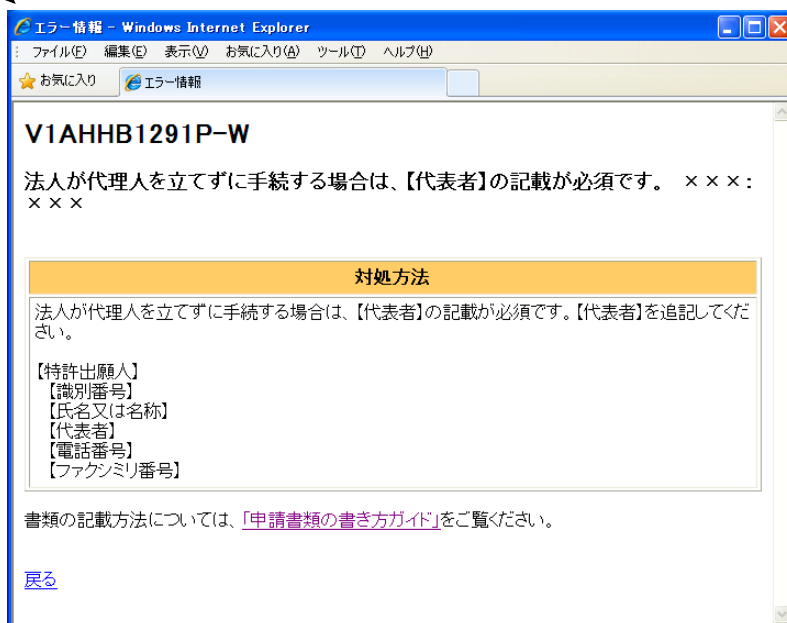 エラー情報 - Windows Internet Explorer
ファイル(F) 編集(E) 表示(V) お気に入り(A) ツール(T) ヘルプ(H)
お気に入り エラー情報
V1AHHB1291P-W
法人が代理人を立てずに手続する場合は、【代表者】の記載が必須です。 ×××:
×××
対処方法
法人が代理人を立てずに手続する場合は、【代表者】の記載が必須です。【代表者】を追記してくだ
さい。
【特許出願人】
【識別番号】
【氏名又は名称】
【代表者】
【電話番号】
【ファクシミリ番号】
書類の記載方法については、「申請書類の書き方ガイド」をご覧ください。
戻る